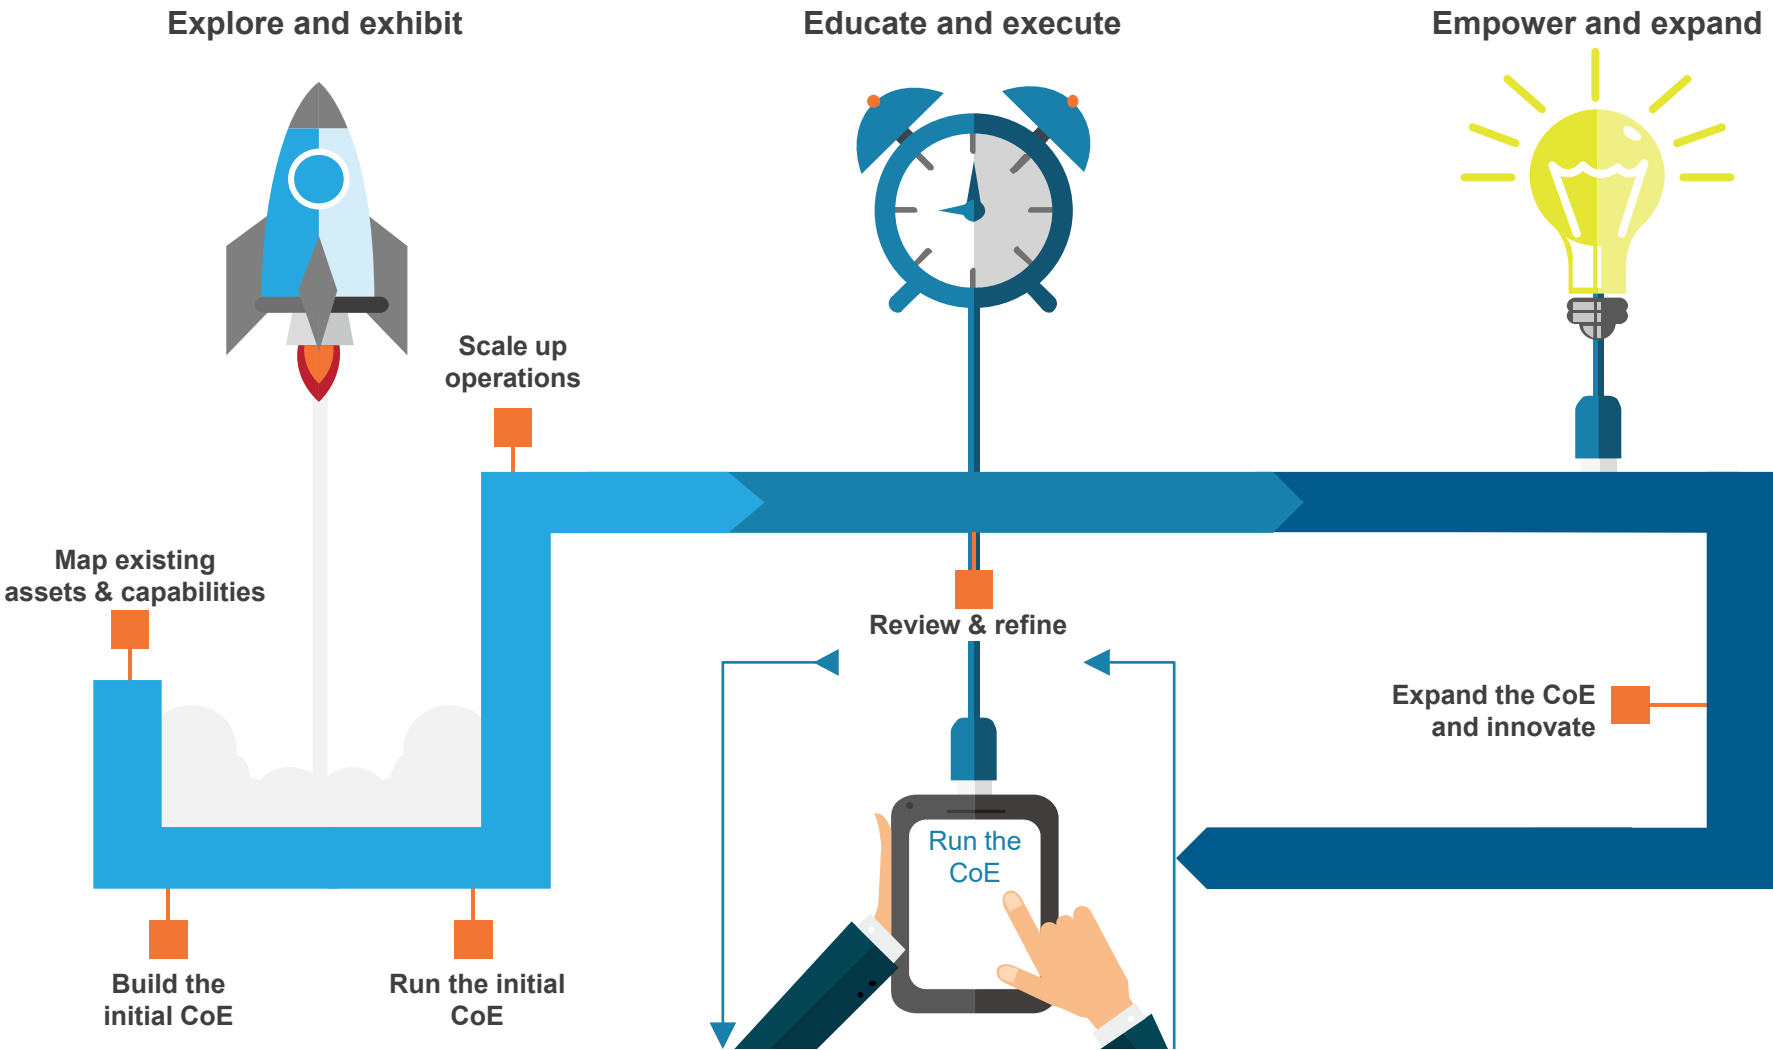 Explore and exhibit
Educate and execute
Empower and expand
Scale up
operations
Map existing
assets & capabilities
Review & refine
Expand the CoE
and innovate
Run the
CoE
Build the
initial CoE
Run the initial
CoE